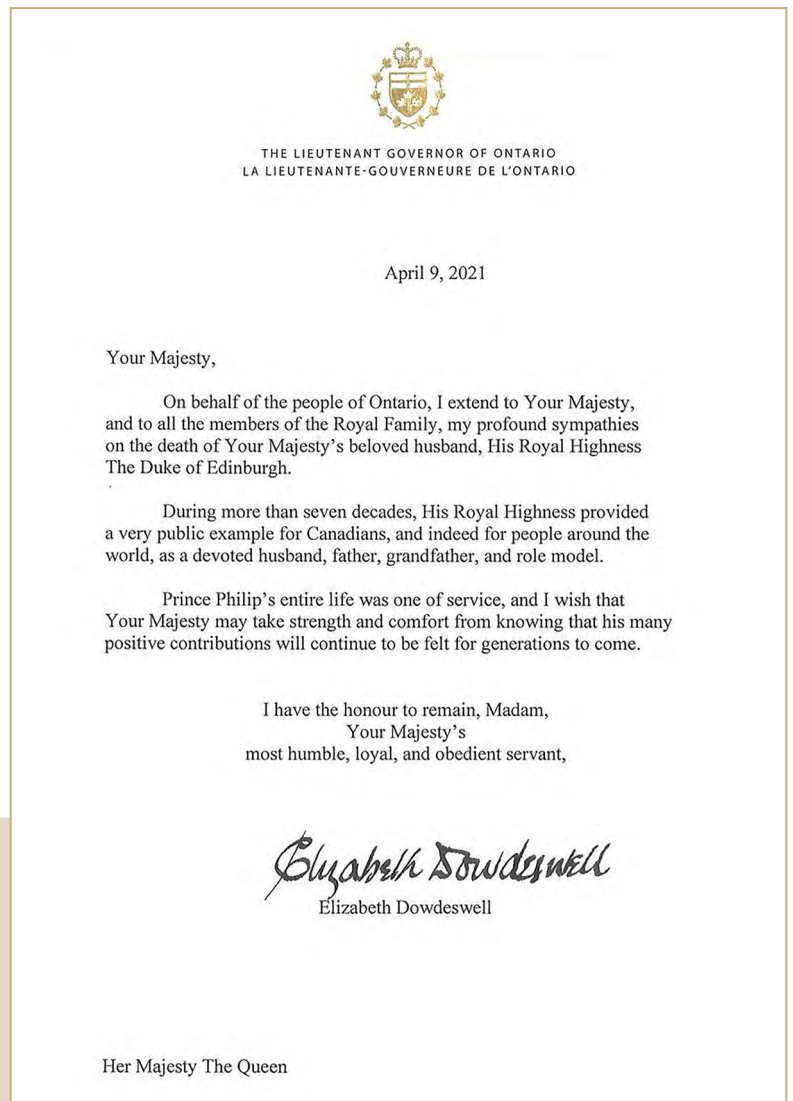 THE LIEUTENANT GOVERNOR OF ONTARIO
LA LIEUTENANTE-GOUVERNEURE DE L'ONTARIO
April 9, 2021
Your Majesty,
On behalf of the people of Ontario, I extend to Your Majesty,
and to all the members of the Royal Family, my profound sympathies
on the death of Your Majesty's beloved husband, His Royal Highness
The Duke of Edinburgh.
During more than seven decades, His Royal Highness provided
a very public example for Canadians, and indeed for people around the
world, as a devoted husband, father, grandfather, and role model.
Prince Philip's entire life was one of service, and I wish that
Your Majesty may take strength and comfort from knowing that his many
positive contributions will continue to be felt for generations to come.
I have the honour to remain, Madam,
Your Majesty's
most humble, loyal, and obedient servant,
Elizabeth Dowdeswell
Elizabeth Dowdeswell
Her Majesty The Queen